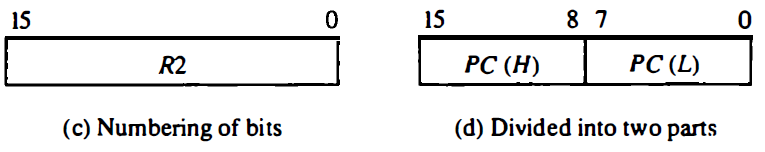 15 0 15 8 7 0
R2 PC (H) PC (L)
(c) Numbering of bits (d) Divided into two parts